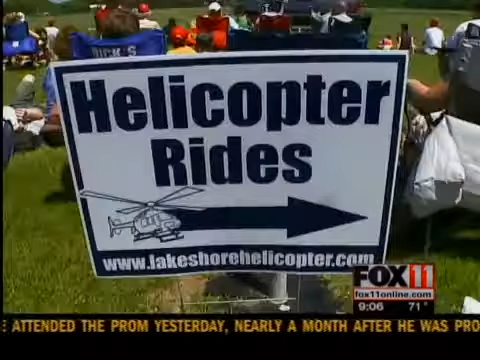 DICK'S
Helicopter
Rides
www.lakeshorehelicopter.com
FOX 11
fox11online.com
9:06 71°
ATTENDED THE PROM YESTERDAY, NEARLY A MONTH AFTER HE WAS PRO